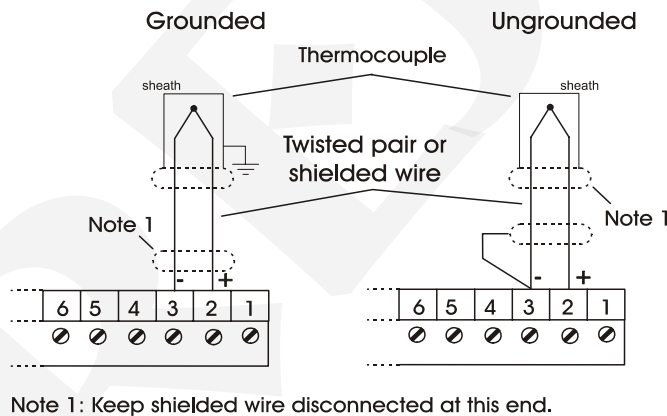 Grounded
Ungrounded
Thermocouple
sheath
sheath
Twisted pair or
shielded wire
Note 1
Note 1
- +
- +
6 5 4 3 2 1
6 5 4 3 2 1
Note 1: Keep shielded wire disconnected at this end.